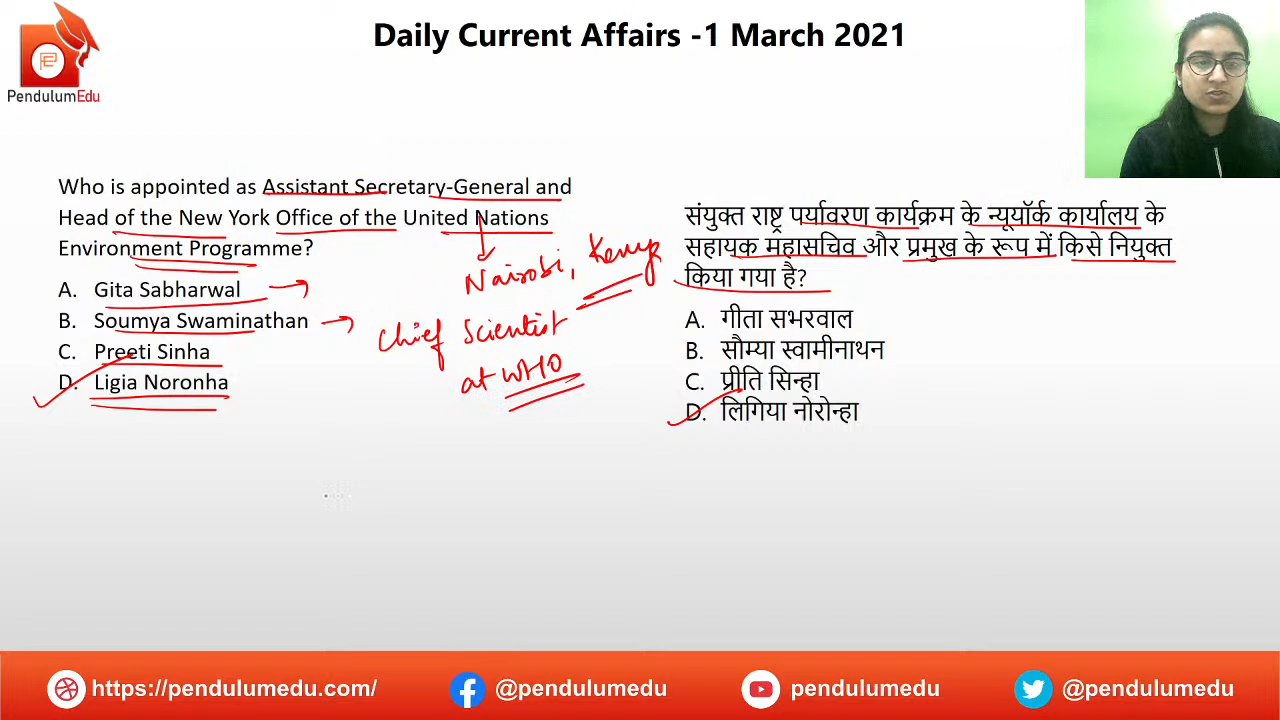 Daily Current Affairs -1 March 2021
PendulumEdu
Who is appointed as Assistant Secretary-General and
Head of the New York Office of the United Nations
Environment Programme?
A. Gita Sabharwal
B. Soumya Swaminathan
C. Preeti Sinha
D. Ligia Noronha
Nairobi, Kenya
Chief Scientist
at WHO
संयुक्त राष्ट्र पर्यावरण कार्यक्रम के न्यूयॉर्क कार्यालय के
सहायक महासचिव और प्रमुख के रूप में किसे नियुक्त
किया गया है?
A. गीता सभरवाल
B. सौम्या स्वामीनाथन
C. प्रीति सिन्हा
D. लिगिया नोरोन्हा
https://pendulumedu.com/ @pendulumedu pendulumedu @pendulumedu